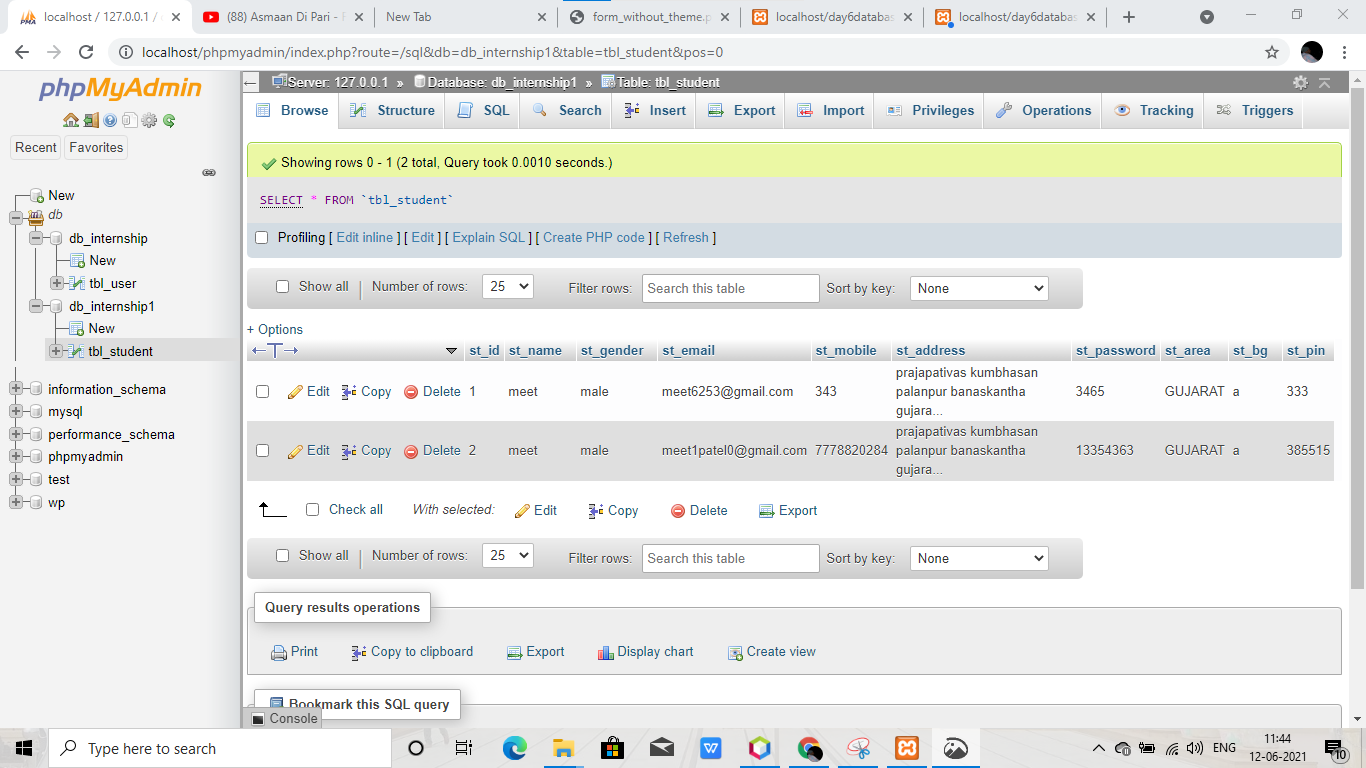 localhost / 127.0.0.1 /
(88) Asmaan Di Pari -
New Tab
form_without_theme.p
localhost/day6databas
localhost/day6databas
localhost/phpmyadmin/index.php?route=/sql&db=db_internship1&table=tbl_student&pos=0
phpMyAdmin
Recent Favorites
New
db
db_internship
New
tbl_user
db_internship1
New
tbl_student
information_schema
mysql
performance_schema
phpmyadmin
test
wp
Server: 127.0.0.1 » Database: db_internship1 » Table: tbl_student
Browse Structure SQL Search Insert Export Import Privileges Operations Tracking Triggers
Showing rows 0 - 1 (2 total, Query took 0.0010 seconds.)
SELECT * FROM `tbl_student`
Profiling [ Edit inline ] [ Edit ] [ Explain SQL ] [ Create PHP code ] [ Refresh ]
Show all | Number of rows: 25 Filter rows: Search this table Sort by key: None
+ Options
←T→ st_id st_name st_gender st_email st_mobile st_address st_password st_area st_bg st_pin
Edit Copy Delete 1 meet male meet6253@gmail.com 343 prajapativas kumbhasan 3465 GUJARAT a 333
palanpur banaskantha
gujara...
Edit Copy Delete 2 meet male meet1patel0@gmail.com 7778820284 prajapativas kumbhasan 13354363 GUJARAT a 385515
palanpur banaskantha
gujara...
Check all With selected: Edit Copy Delete Export
Show all | Number of rows: 25 Filter rows: Search this table Sort by key: None
Query results operations
Print Copy to clipboard Export Display chart Create view
Bookmark this SQL query
Console
Type here to search
ENG
11:44
12-06-2021
10